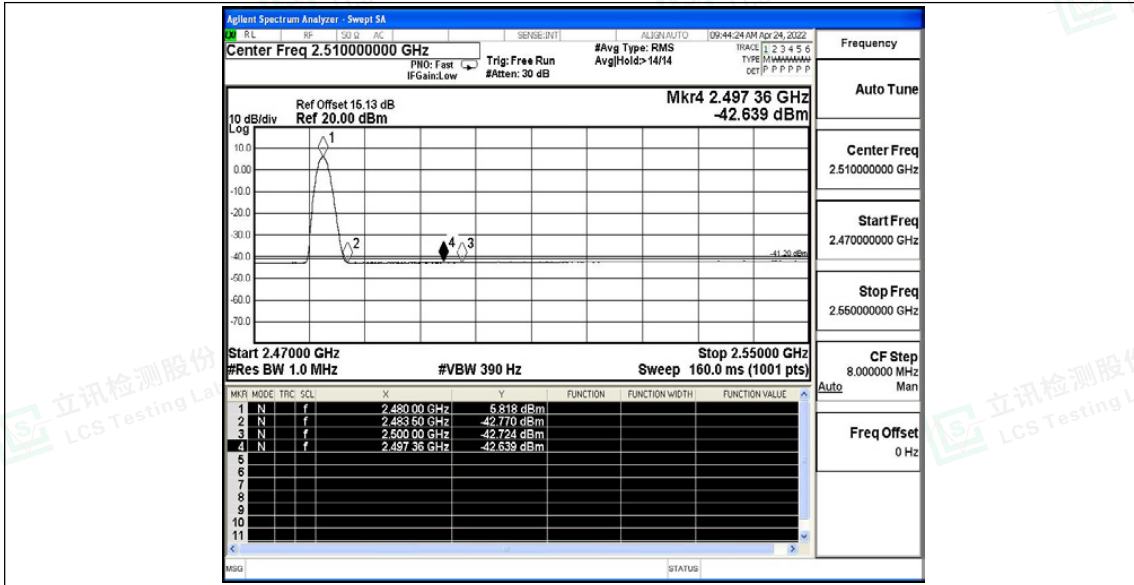 Agilent Spectrum Analyzer - Swept SA
RL RF 50 Ω AC SENSE:INT ALIGN AUTO 09:44:24 AM Apr 24, 2022
Center Freq 2.510000000 GHz
PNO: Fast
IFGain:Low
Trig: Free Run
#Atten: 30 dB
#Avg Type: RMS
Avg|Hold:> 14/14
TRACE 1 2 3 4 5 6
TYPE M
DET P P P P P P
Mkr4 2.497 36 GHz
-42.639 dBm
Ref Offset 15.13 dB
Ref 20.00 dBm
10 dB/div
Log
10.0
0.00
-10.0
-20.0
-30.0
-40.0
-50.0
-60.0
-70.0
1
2
4
3
-41.20 dBm
Start 2.47000 GHz
Stop 2.55000 GHz
#Res BW 1.0 MHz
#VBW 390 Hz
Sweep 160.0 ms (1001 pts)
MKR MODE TRC SCL X Y FUNCTION FUNCTION WIDTH FUNCTION VALUE
1 N f 2.480 00 GHz 5.818 dBm
2 N f 2.483 50 GHz -42.770 dBm
3 N f 2.500 00 GHz -42.724 dBm
4 N f 2.497 36 GHz -42.639 dBm
5
6
7
8
9
10
11
MSG
STATUS
Frequency
Auto Tune
Center Freq
2.510000000 GHz
Start Freq
2.470000000 GHz
Stop Freq
2.550000000 GHz
CF Step
8.000000 MHz
Auto Man
Freq Offset
0 Hz
立讯检测股份
LCS Testing Lab
立讯检测股份
LCS Testing L